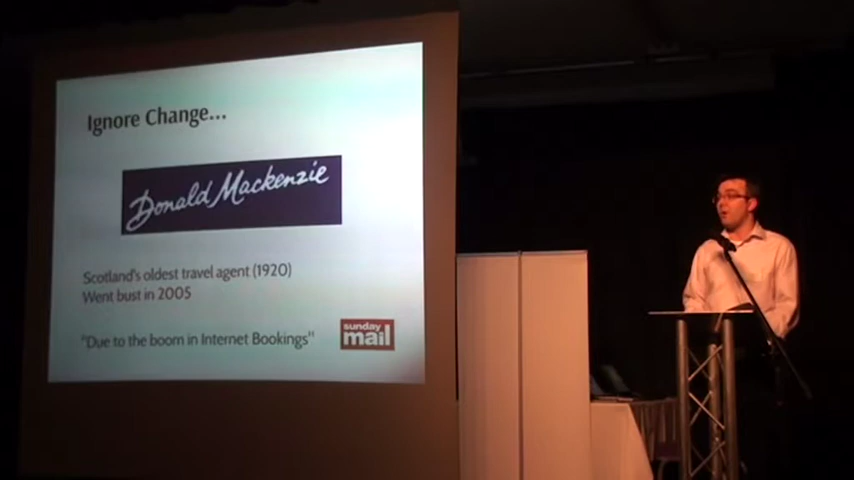 Ignore Change...
Donald Mackenzie
Scotland's oldest travel agent (1920)
Went bust in 2005
"Due to the boom in Internet Bookings"
sunday
mail